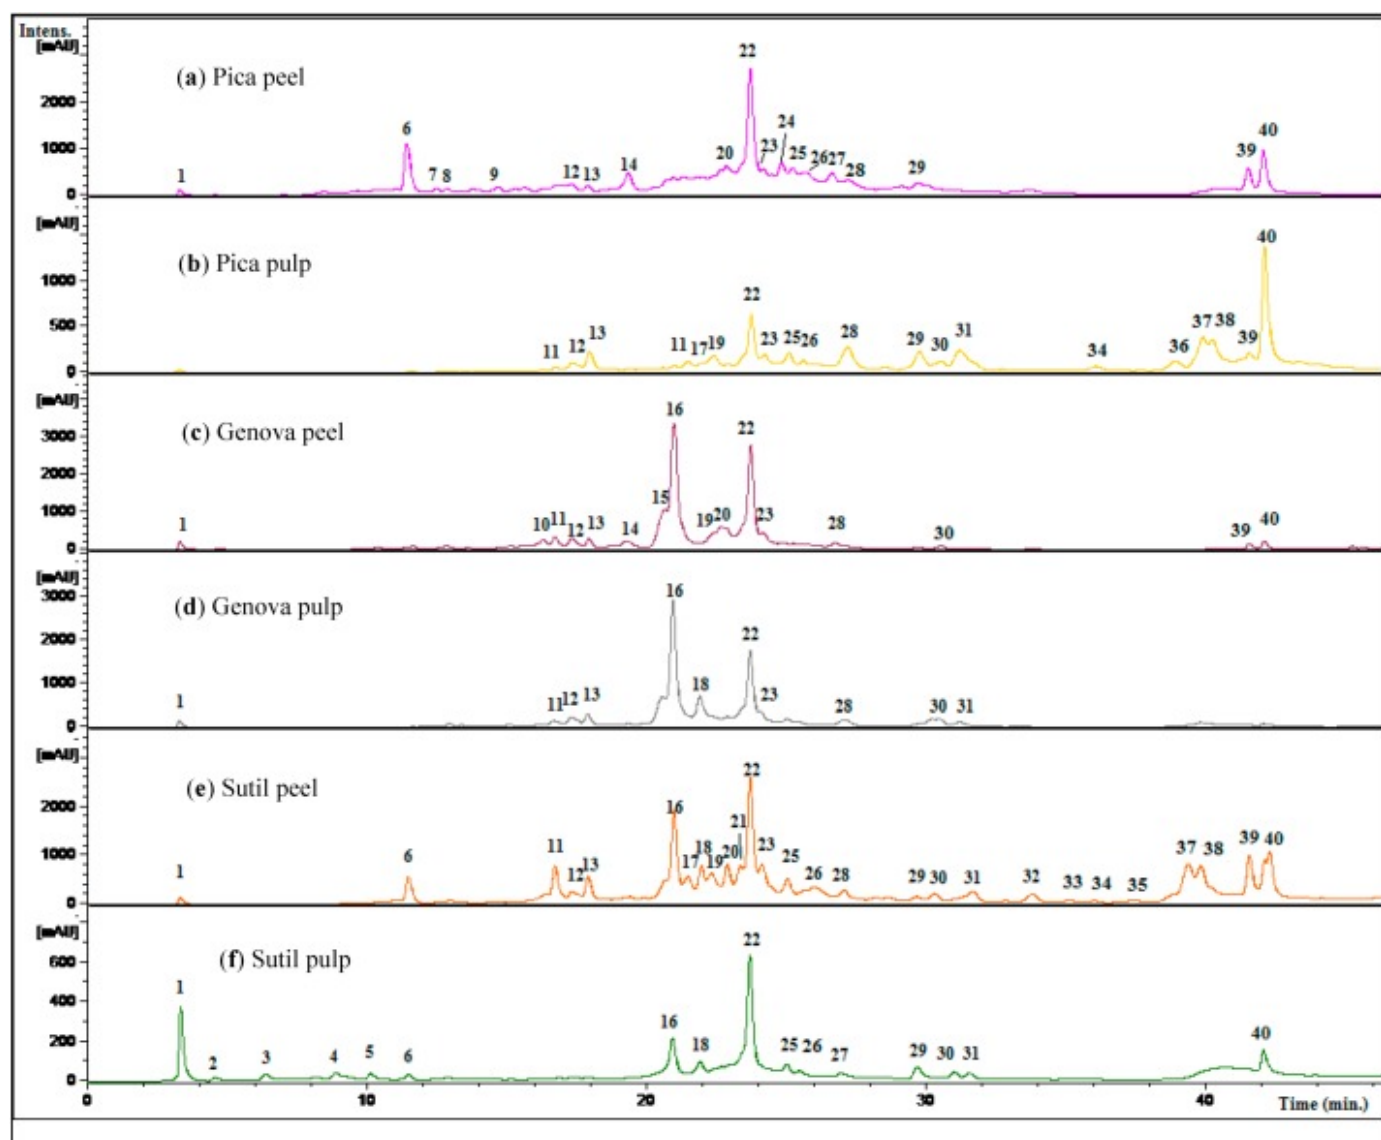 Intens.
[mAU]
(a) Pica peel
2000
1000
0
1 6 7 8 9 12 13 14 20 22 23 24 25 26 27 28 29 39 40
[mAU]
(b) Pica pulp
1000
500
0
11 12 13 11 17 19 22 23 25 26 28 29 30 31 34 36 37 38 39 40
[mAU]
(c) Genova peel
3000
2000
1000
0
1 10 11 12 13 14 15 16 19 20 22 23 28 30 39 40
[mAU]
(d) Genova pulp
3000
2000
1000
0
1 11 12 13 16 18 22 23 28 30 31
[mAU]
(e) Sutil peel
2000
1000
0
1 6 11 12 13 16 17 18 19 20 21 22 23 25 26 28 29 30 31 32 33 34 35 37 38 39 40
[mAU]
(f) Sutil pulp
600
400
200
0
1 2 3 4 5 6 16 18 22 25 26 27 29 30 31 40
0 10 20 30 40 Time (min.)